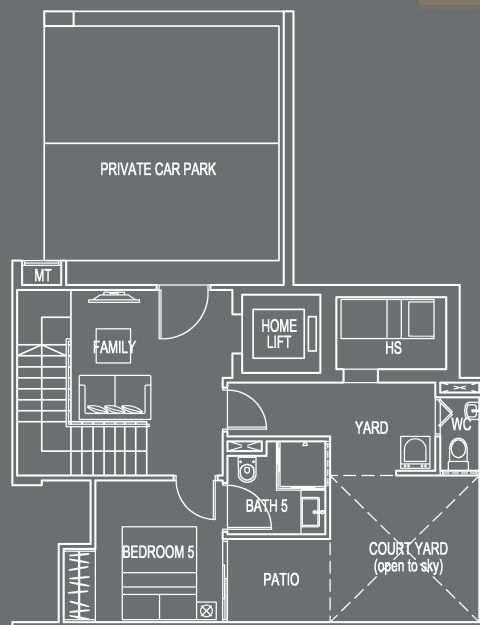 PRIVATE CAR PARK
MT
FAMILY
HOME
LIFT
HS
YARD
WC
BATH 5
BEDROOM 5
PATIO
COURT YARD
(open to sky)